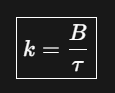 k = B/τ